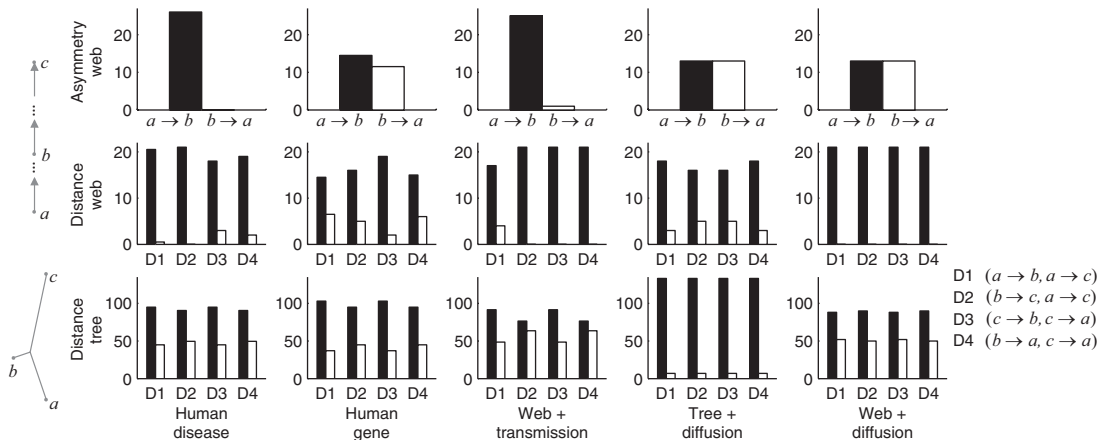 c
b
a
Asymmetry
web
20
10
0
a → b b → a
20
10
0
a → b b → a
20
10
0
a → b b → a
20
10
0
a → b b → a
20
10
0
a → b b → a
Distance
web
20
10
0
D1 D2 D3 D4
20
10
0
D1 D2 D3 D4
20
10
0
D1 D2 D3 D4
20
10
0
D1 D2 D3 D4
20
10
0
D1 D2 D3 D4
c
b
a
Distance
tree
100
50
0
D1 D2 D3 D4
100
50
0
D1 D2 D3 D4
100
50
0
D1 D2 D3 D4
100
50
0
D1 D2 D3 D4
100
50
0
D1 D2 D3 D4
D1 (a → b, a → c)
D2 (b → c, a → c)
D3 (c → b, c → a)
D4 (b → a, c → a)
Human
disease
Human
gene
Web +
transmission
Tree +
diffusion
Web +
diffusion